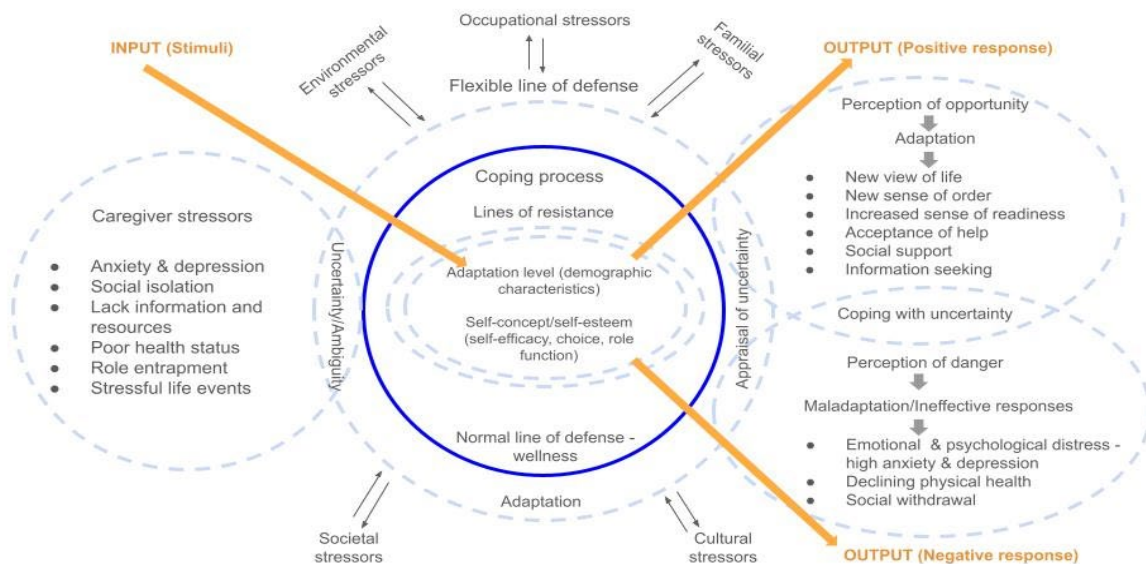 INPUT (Stimuli)
Environmental
stressors
Occupational stressors
Flexible line of defense
Familial
stressors
OUTPUT (Positive response)
Caregiver stressors
● Anxiety & depression
● Social isolation
● Lack information and
resources
● Poor health status
● Role entrapment
● Stressful life events
Uncertainty/Ambiguity
Coping process
Lines of resistance
Adaptation level (demographic
characteristics)
Self-concept/self-esteem
(self-efficacy, choice, role
function)
Normal line of defense -
wellness
Adaptation
Appraisal of uncertainty
Perception of opportunity
Adaptation
● New view of life
● New sense of order
● Increased sense of readiness
● Acceptance of help
● Social support
● Information seeking
Coping with uncertainty
Perception of danger
Maladaptation/Ineffective responses
● Emotional & psychological distress -
high anxiety & depression
● Declining physical health
● Social withdrawal
Societal
stressors
Cultural
stressors
OUTPUT (Negative response)